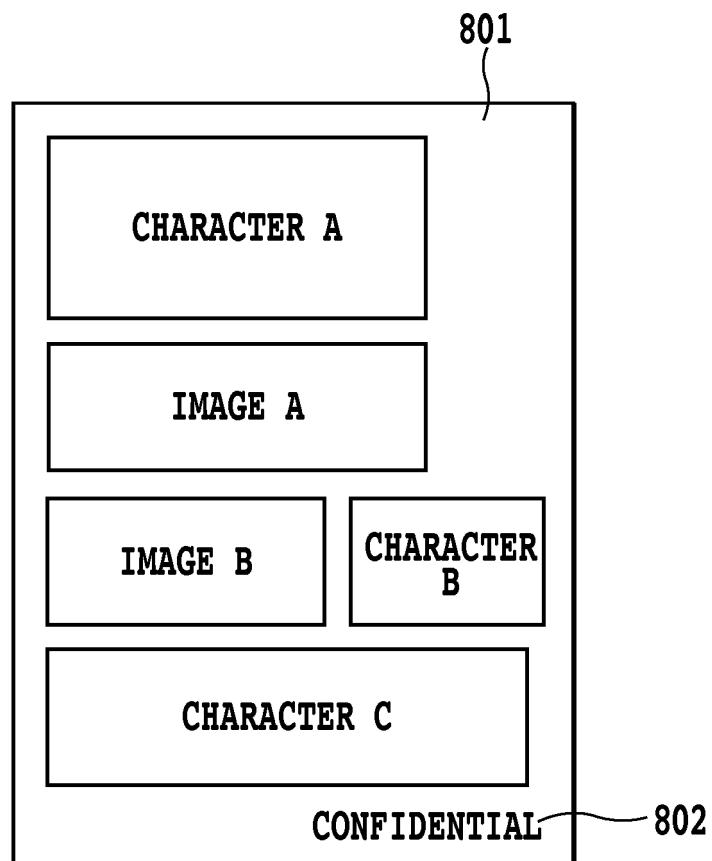 801
CHARACTER A
IMAGE A
IMAGE B
CHARACTER
B
CHARACTER C
CONFIDENTIAL
802